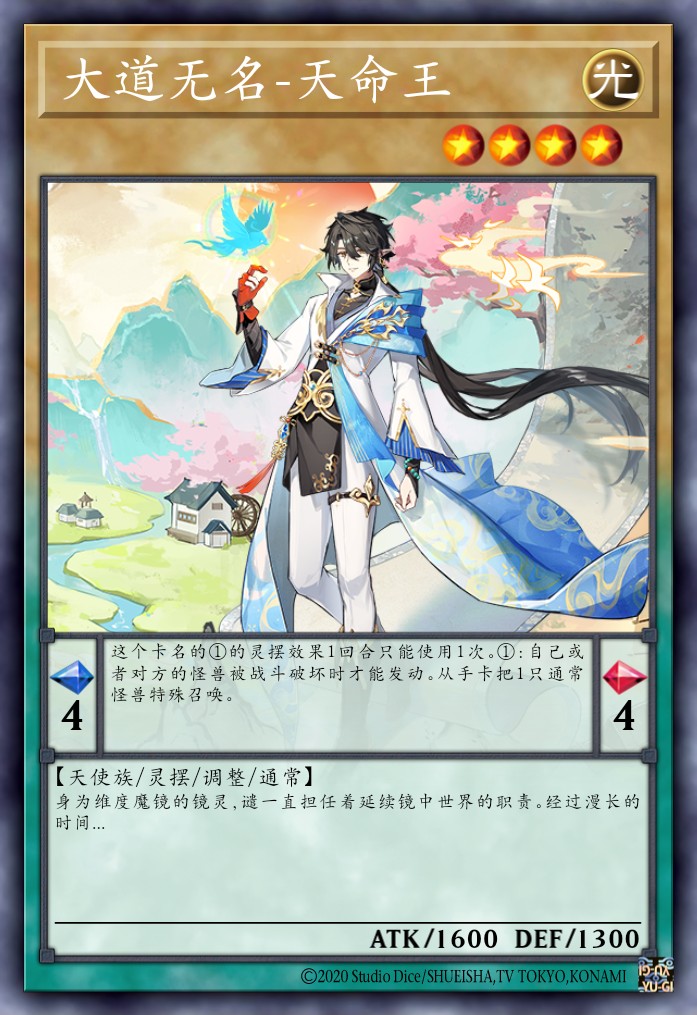 大道无名-天命王
光
这个卡名的①的灵摆效果1回合只能使用1次。①:自己或
者对方的怪兽被战斗破坏时才能发动。从手卡把1只通常
怪兽特殊召唤。
4
4
【天使族/灵摆/调整/通常】
身为维度魔镜的镜灵,谜一直担任着延续镜中世界的职责。经过漫长的
时间...
ATK/1600 DEF/1300
©2020 Studio Dice/SHUEISHA,TV TOKYO,KONAMI